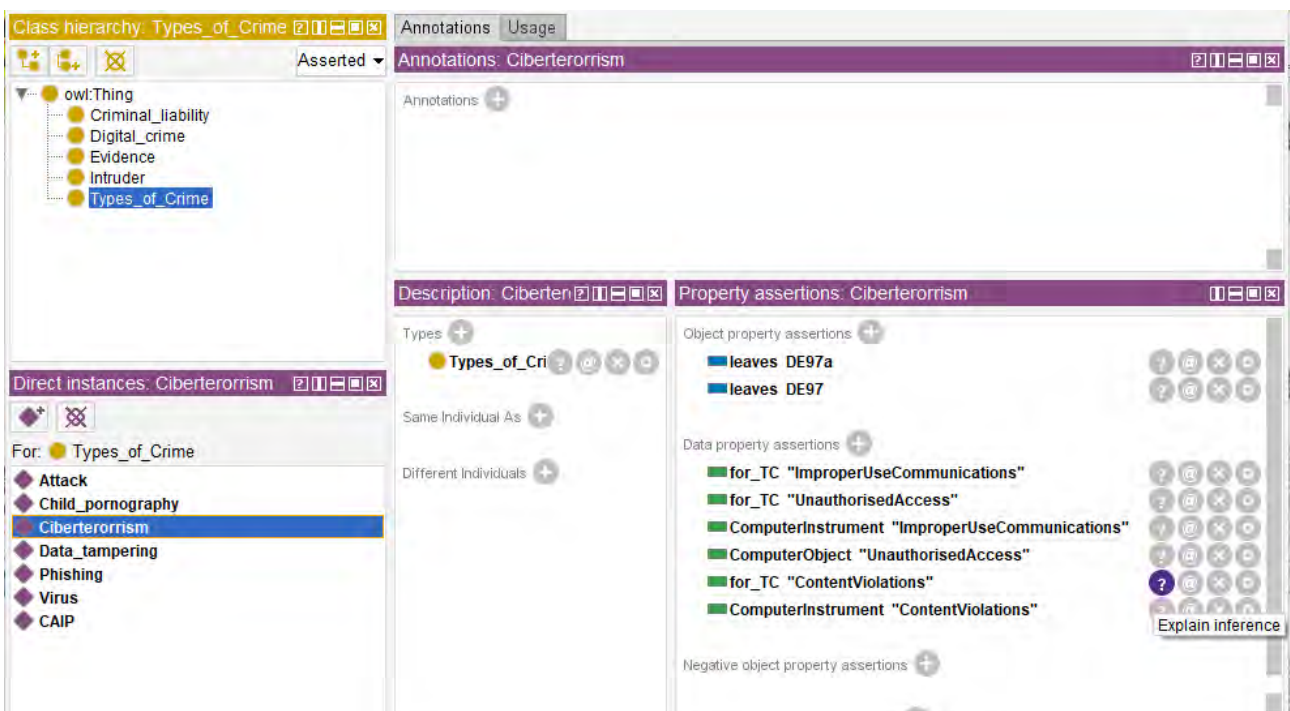 Class hierarchy: Types_of_Crime
Asserted
owl:Thing
Criminal_liability
Digital_crime
Evidence
Intruder
Types_of_Crime
Direct instances: Ciberterorrism
For: Types_of_Crime
Attack
Child_pornography
Ciberterorrism
Data_tampering
Phishing
Virus
CAIP
Annotations Usage
Annotations: Ciberterorrism
Annotations
Description: Ciberter
Types
Types_of_Cri
Same Individual As
Different Individuals
Property assertions: Ciberterorrism
Object property assertions
leaves DE97a
leaves DE97
Data property assertions
for_TC "ImproperUseCommunications"
for_TC "UnauthorisedAccess"
ComputerInstrument "ImproperUseCommunications"
ComputerObject "UnauthorisedAccess"
for_TC "ContentViolations"
ComputerInstrument "ContentViolations"
Explain inference
Negative object property assertions